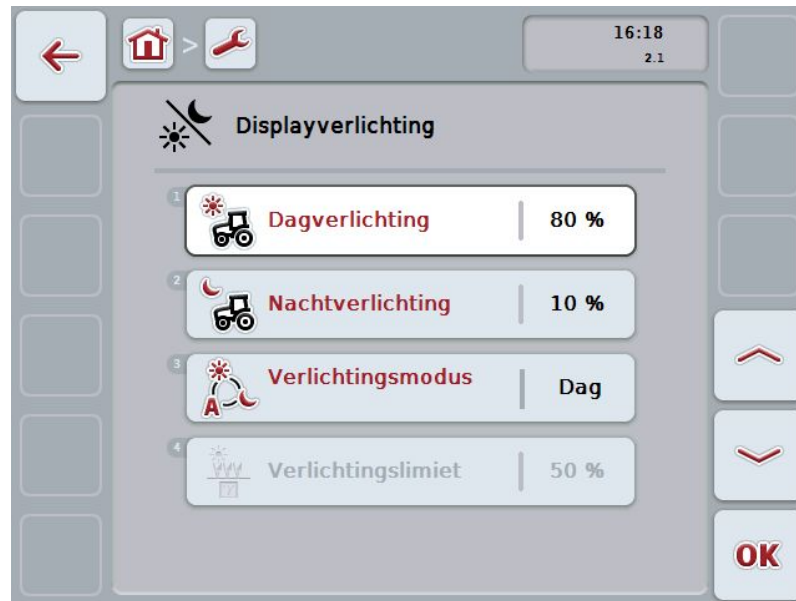 16:18
2.1
Displayverlichting
1
Dagverlichting 80 %
2
Nachtverlichting 10 %
3
Verlichtingsmodus Dag
A
4
Verlichtingslimiet 50 %
OK